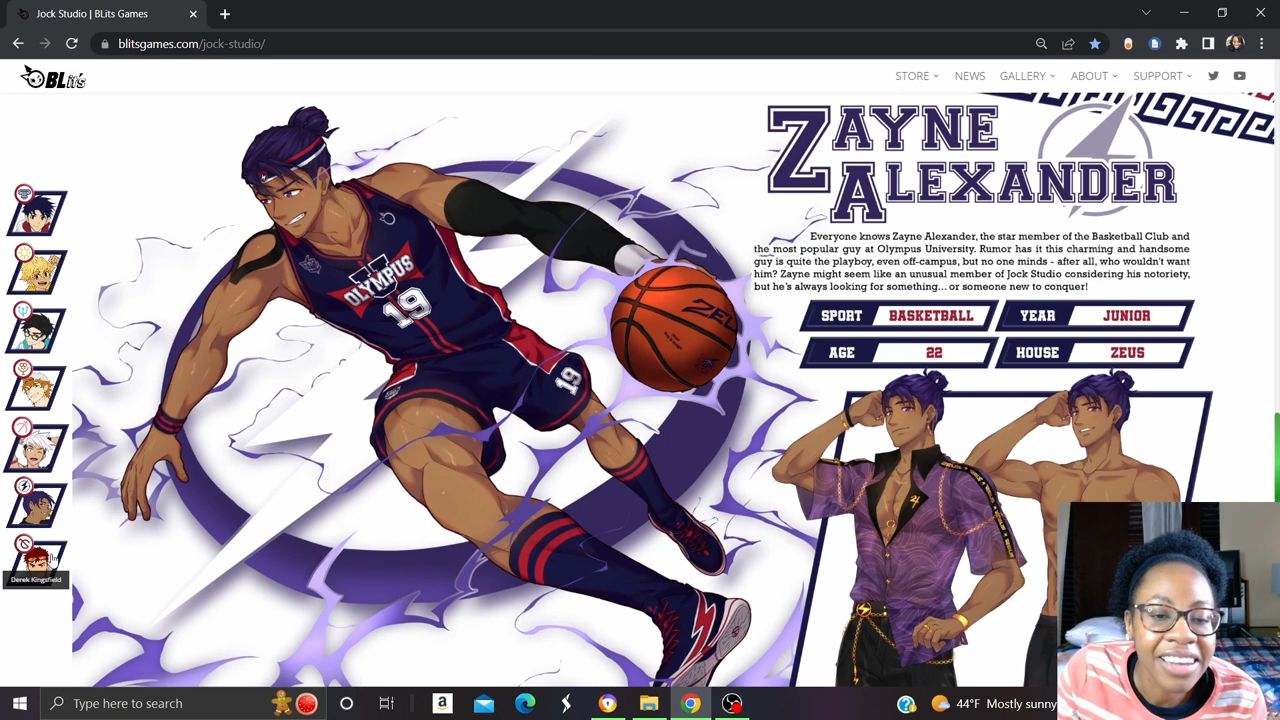 Jock Studio | BLits Games
blitsgames.com/jock-studio/
BLit's
STORE NEWS GALLERY ABOUT SUPPORT
ZAYNE
ALEXANDER
Everyone knows Zayne Alexander, the star member of the Basketball Club and
the most popular guy at Olympus University. Rumor has it this charming and handsome
guy is quite the playboy, even off-campus, but no one minds - after all, who wouldn't want
him? Zayne might seem like an unusual member of Jock Studio considering his notoriety,
but he's always looking for something... or someone new to conquer!
SPORT BASKETBALL YEAR JUNIOR
AGE 22 HOUSE ZEUS
U
OLYMPUS
19
19
Derek Kingsfield
Type here to search
44°F Mostly sunny